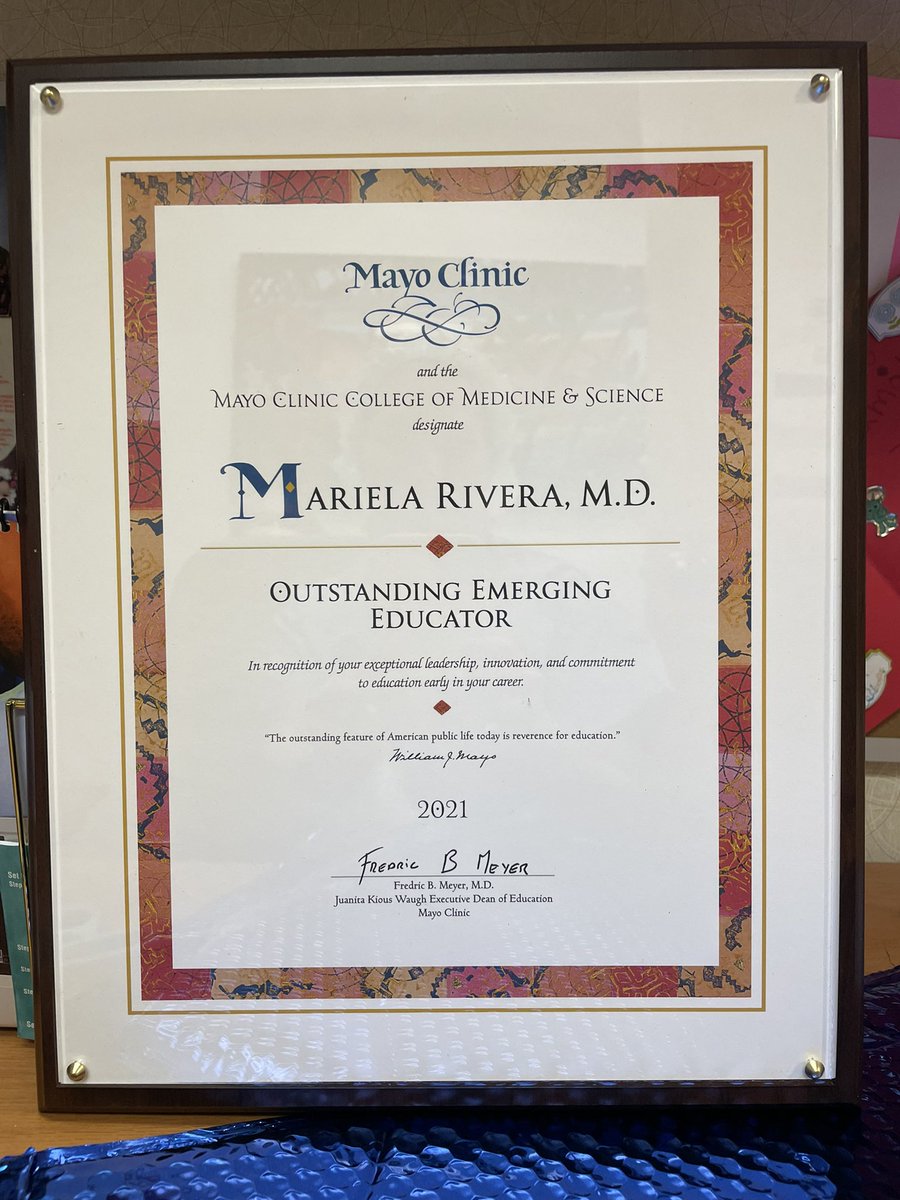 Mayo Clinic
and the
MAYO CLINIC COLLEGE OF MEDICINE & SCIENCE
designate
MARIELA RIVERA, M.D.
OUTSTANDING EMERGING
EDUCATOR
In recognition of your exceptional leadership, innovation, and commitment
to education early in your career.
“The outstanding feature of American public life today is reverence for education.”
William J. Mayo
2021
FREDRIC B MEYER
Fredric B. Meyer, M.D.
Juanita Kious Waugh Executive Dean of Education
Mayo Clinic
Set
Step
Step